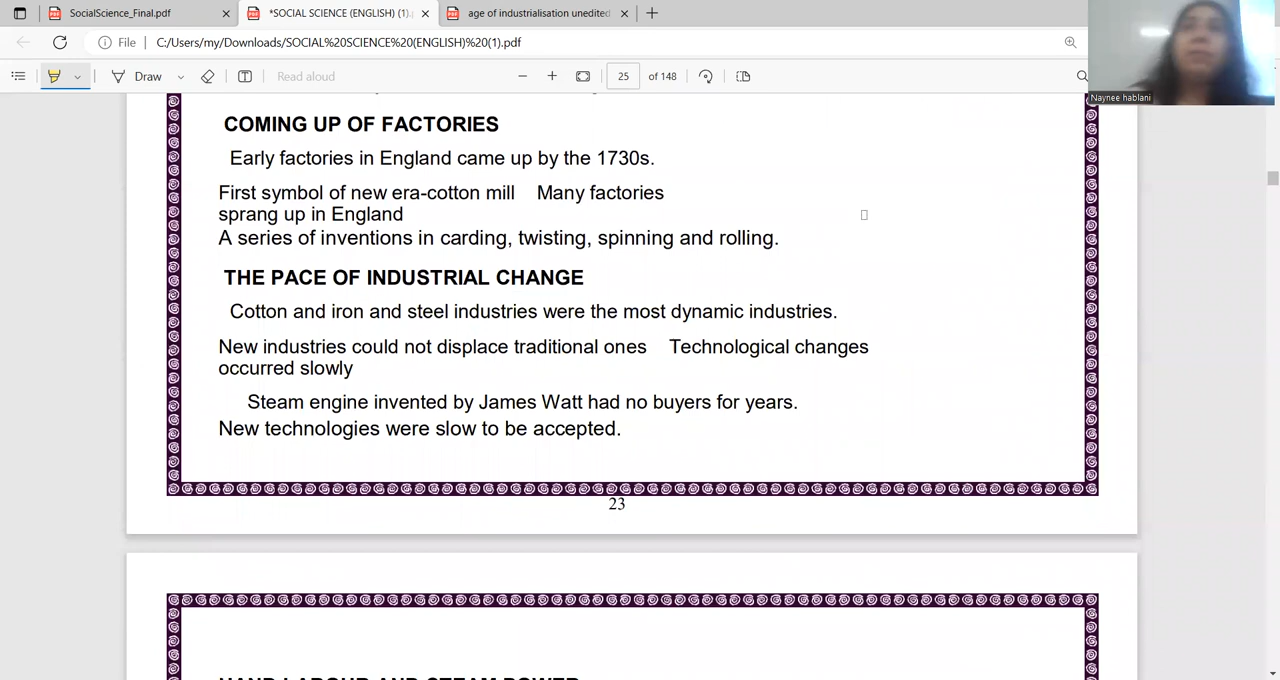 SocialScience_Final.pdf
*SOCIAL SCIENCE (ENGLISH) (1).
age of industrialisation unedited
File
C:/Users/my/Downloads/SOCIAL%20SCIENCE%20(ENGLISH)%20(1).pdf
Draw
Read aloud
25 of 148
Naynee hablani
COMING UP OF FACTORIES
Early factories in England came up by the 1730s.
First symbol of new era-cotton mill Many factories
sprang up in England
A series of inventions in carding, twisting, spinning and rolling.
THE PACE OF INDUSTRIAL CHANGE
Cotton and iron and steel industries were the most dynamic industries.
New industries could not displace traditional ones Technological changes
occurred slowly
Steam engine invented by James Watt had no buyers for years.
New technologies were slow to be accepted.
23
HAND LABOUR AND STEAM POWER